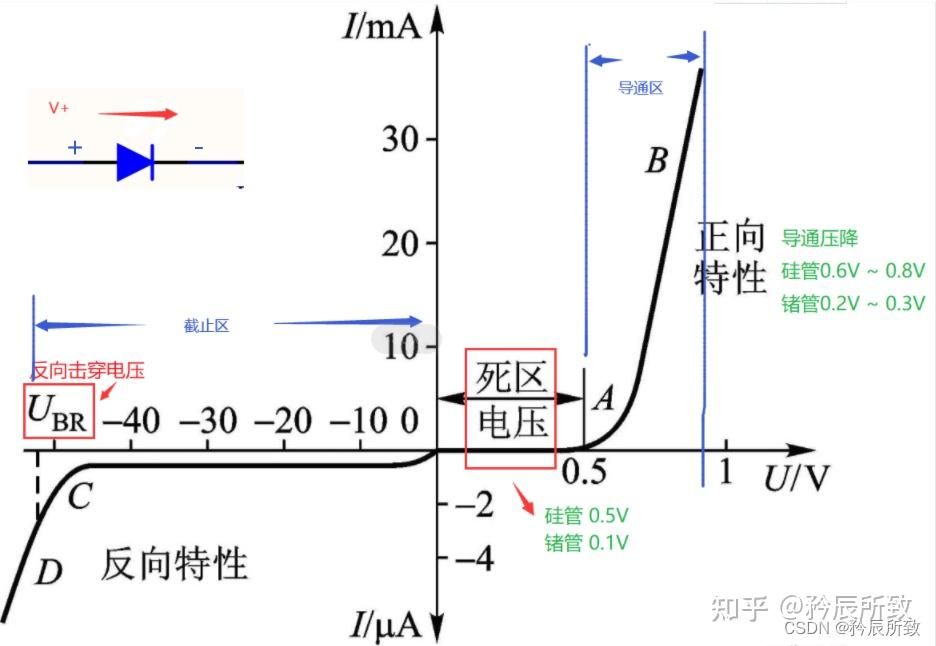 I/mA
V+
+ -
30
20
10
导通区
B
正向
特性
导通压降
硅管0.6V ~ 0.8V
锗管0.2V ~ 0.3V
截止区
反向击穿电压
UBR
−40 −30 −20 −10 0
死区
电压
A
0.5
1
U/V
C
D
反向特性
−2
−4
硅管 0.5V
锗管 0.1V
I/μA
知乎 @矜辰所致
CSDN @矜辰所致